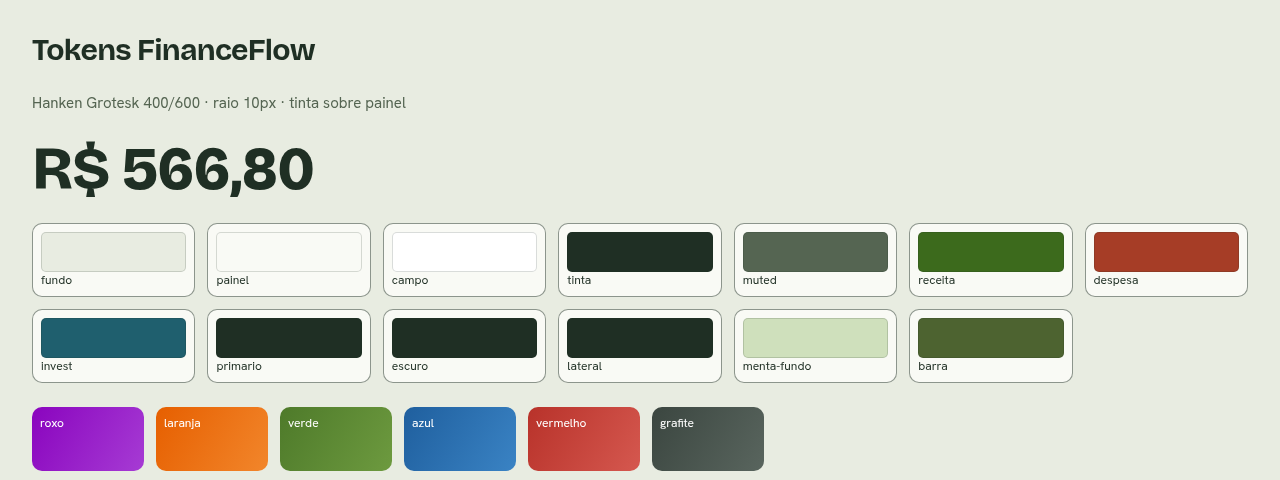 Tokens FinanceFlow
Hanken Grotesk 400/600 · raio 10px · tinta sobre painel
R$ 566,80
fundo painel campo tinta muted receita despesa
invest primario escuro lateral menta-fundo barra
roxo laranja verde azul vermelho grafite